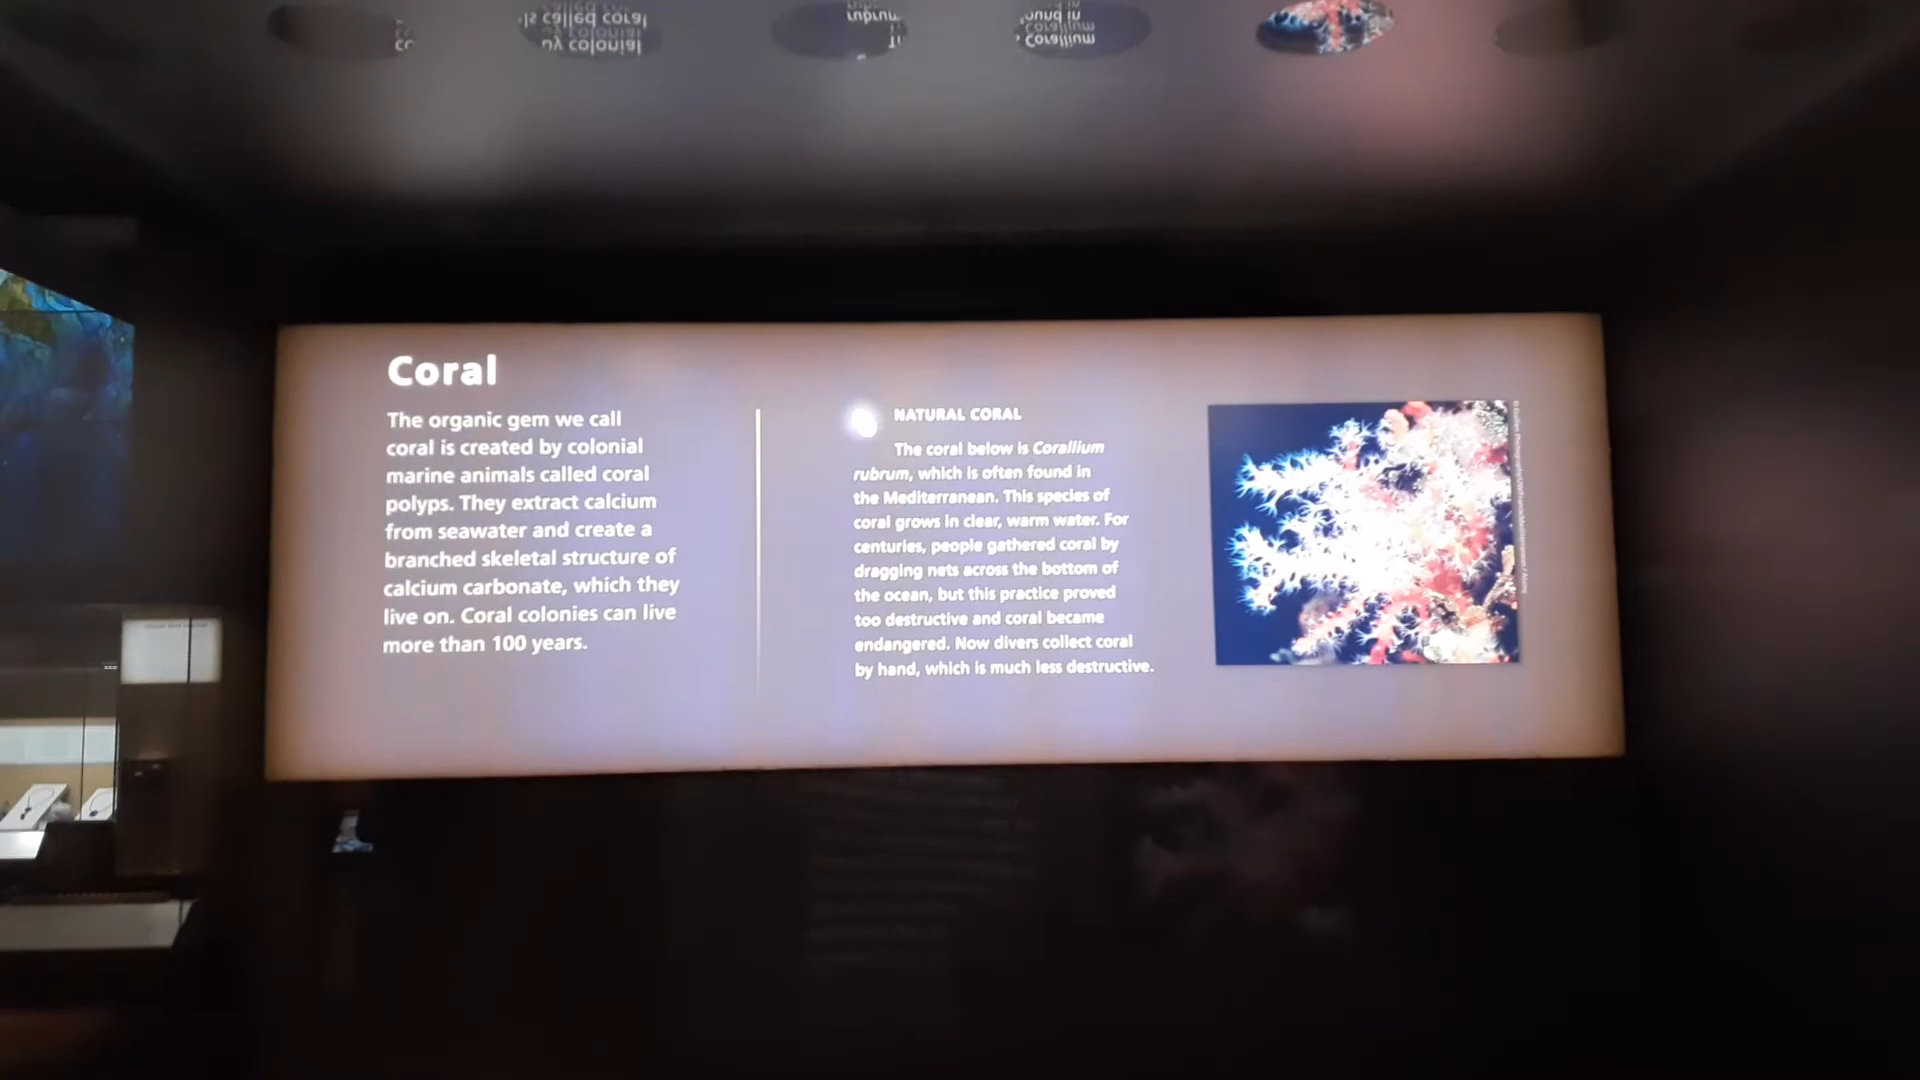 Coral
The organic gem we call
coral is created by colonial
marine animals called coral
polyps. They extract calcium
from seawater and create a
branched skeletal structure of
calcium carbonate, which they
live on. Coral colonies can live
more than 100 years.
NATURAL CORAL
The coral below is Corallium
rubrum, which is often found in
the Mediterranean. This species of
coral grows in clear, warm water. For
centuries, people gathered coral by
dragging nets across the bottom of
the ocean, but this practice proved
too destructive and coral became
endangered. Now divers collect coral
by hand, which is much less destructive.